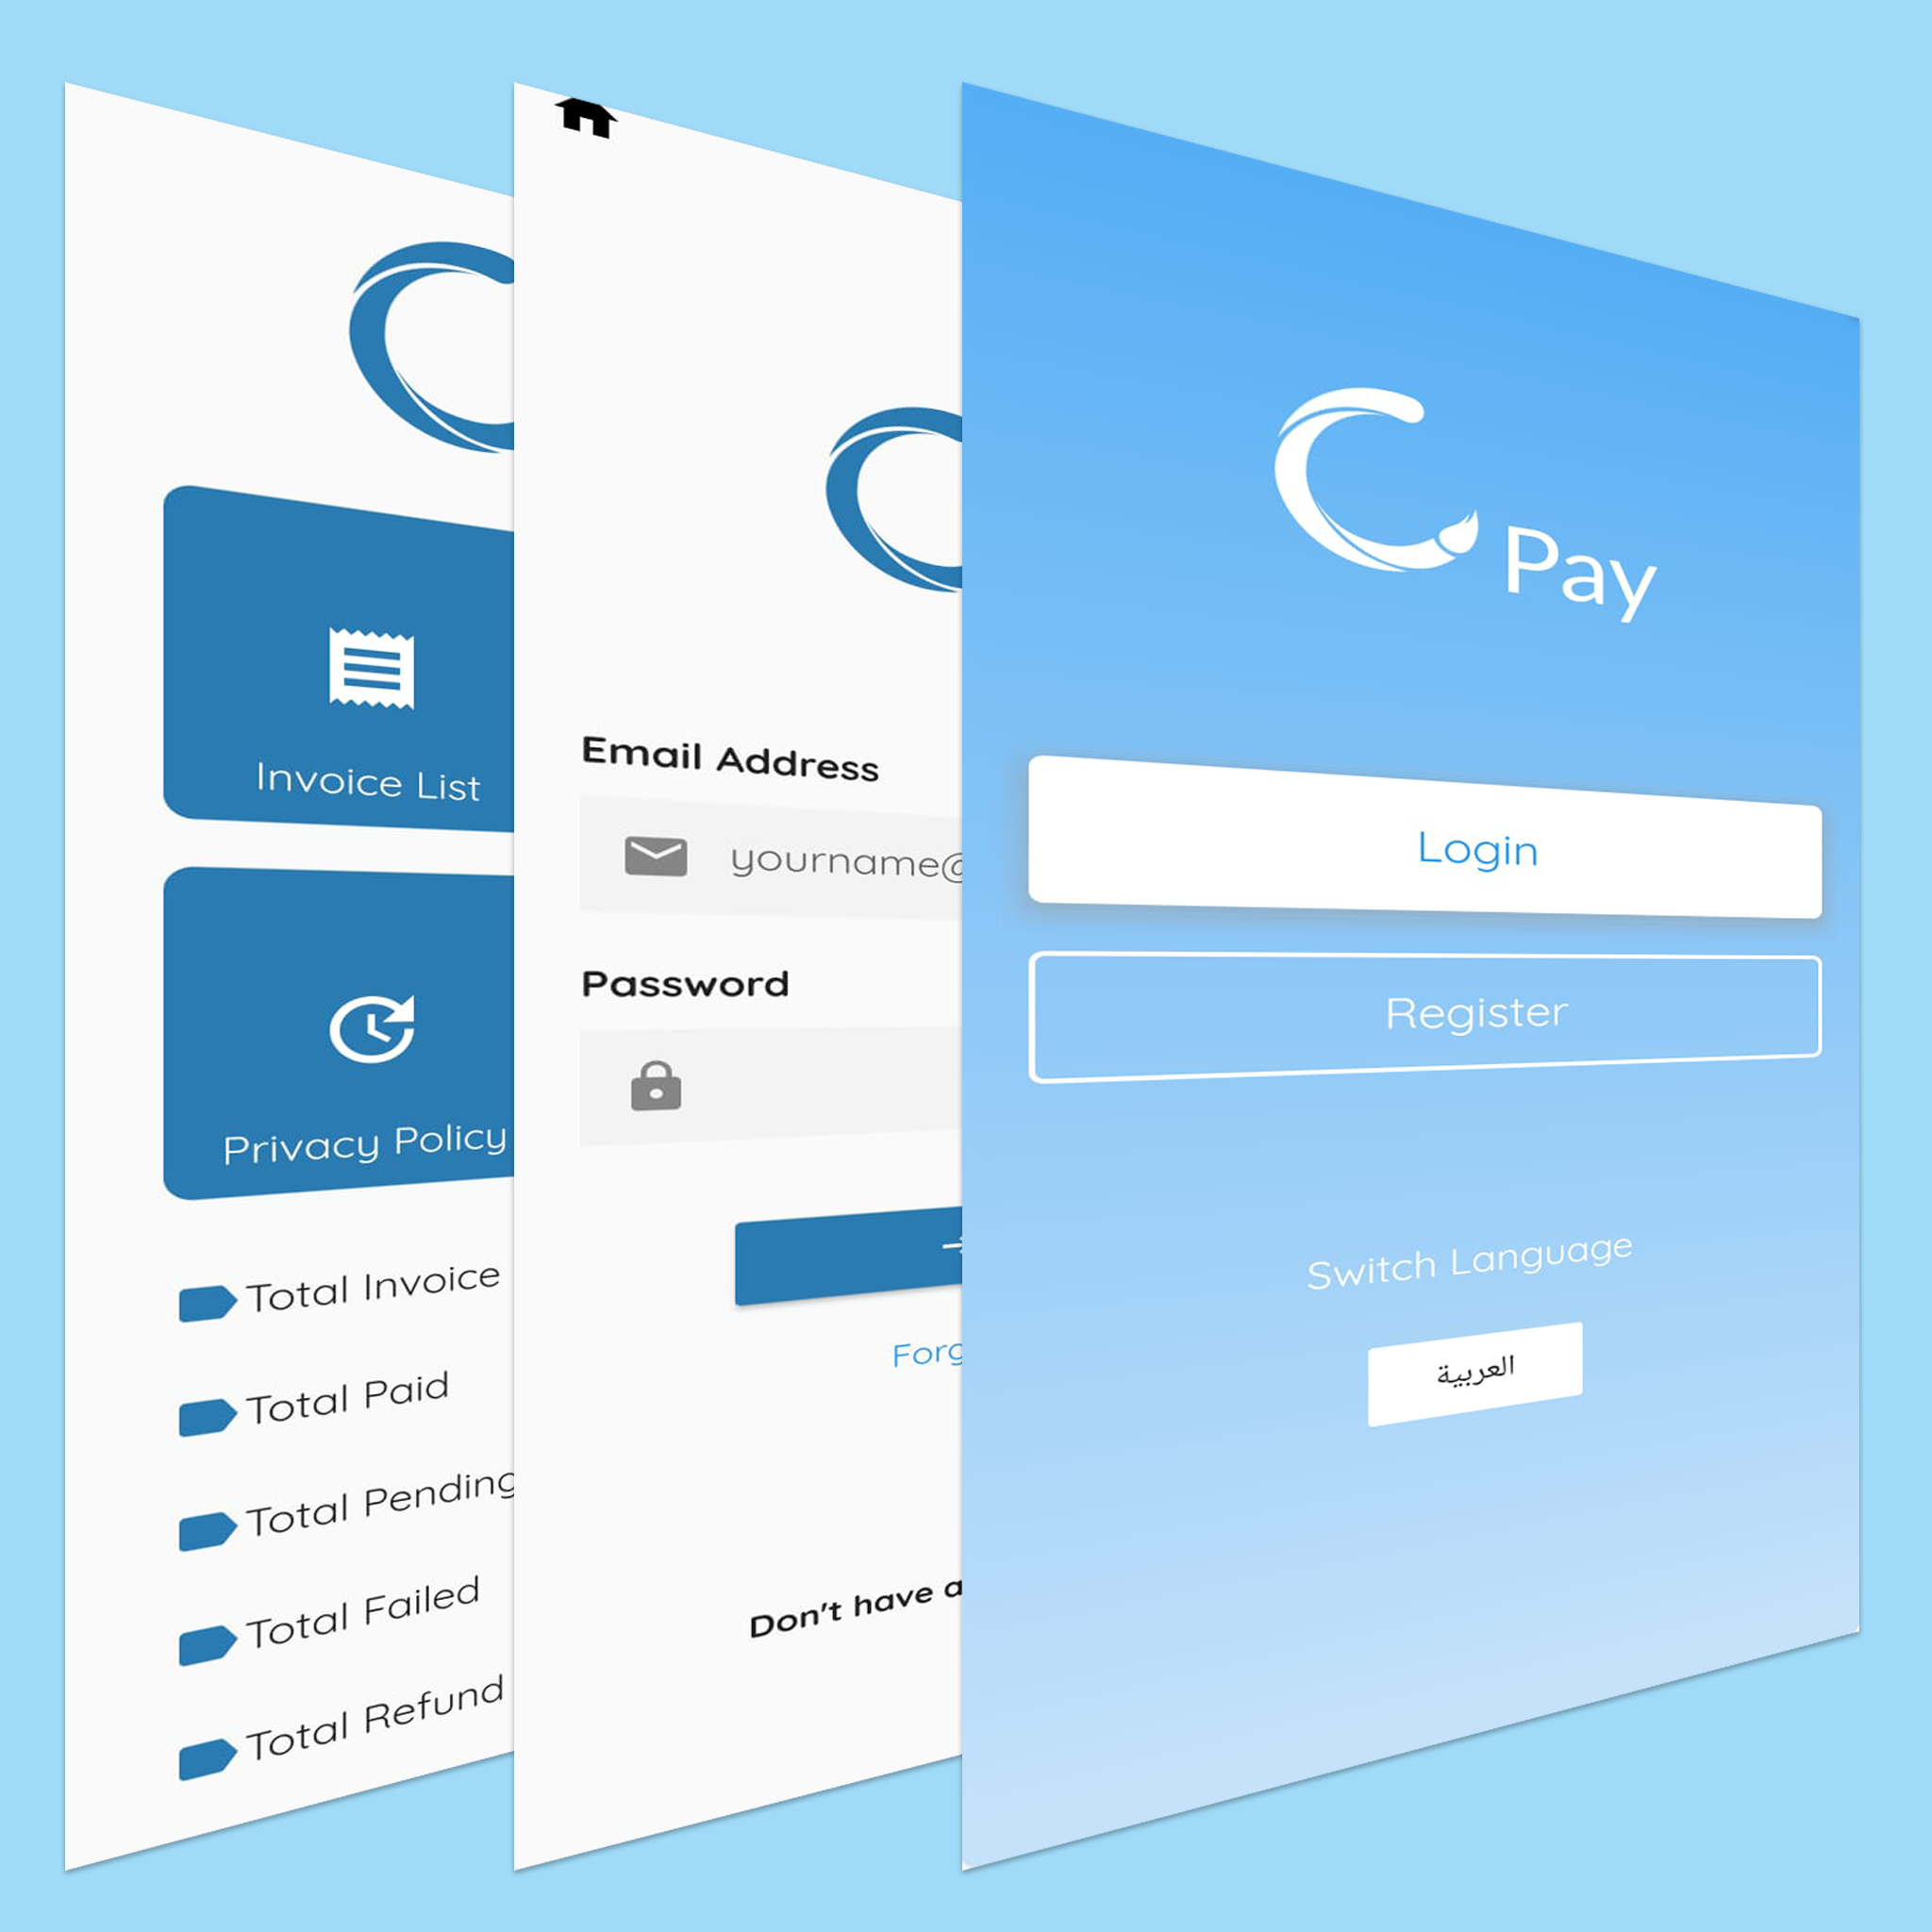 Invoice List
Privacy Policy
Total Invoice
Total Paid
Total Pending
Total Failed
Total Refund
Email Address
yourname@
Password
Forg
Don't have a
C Pay
Login
Register
Switch Language
العربية